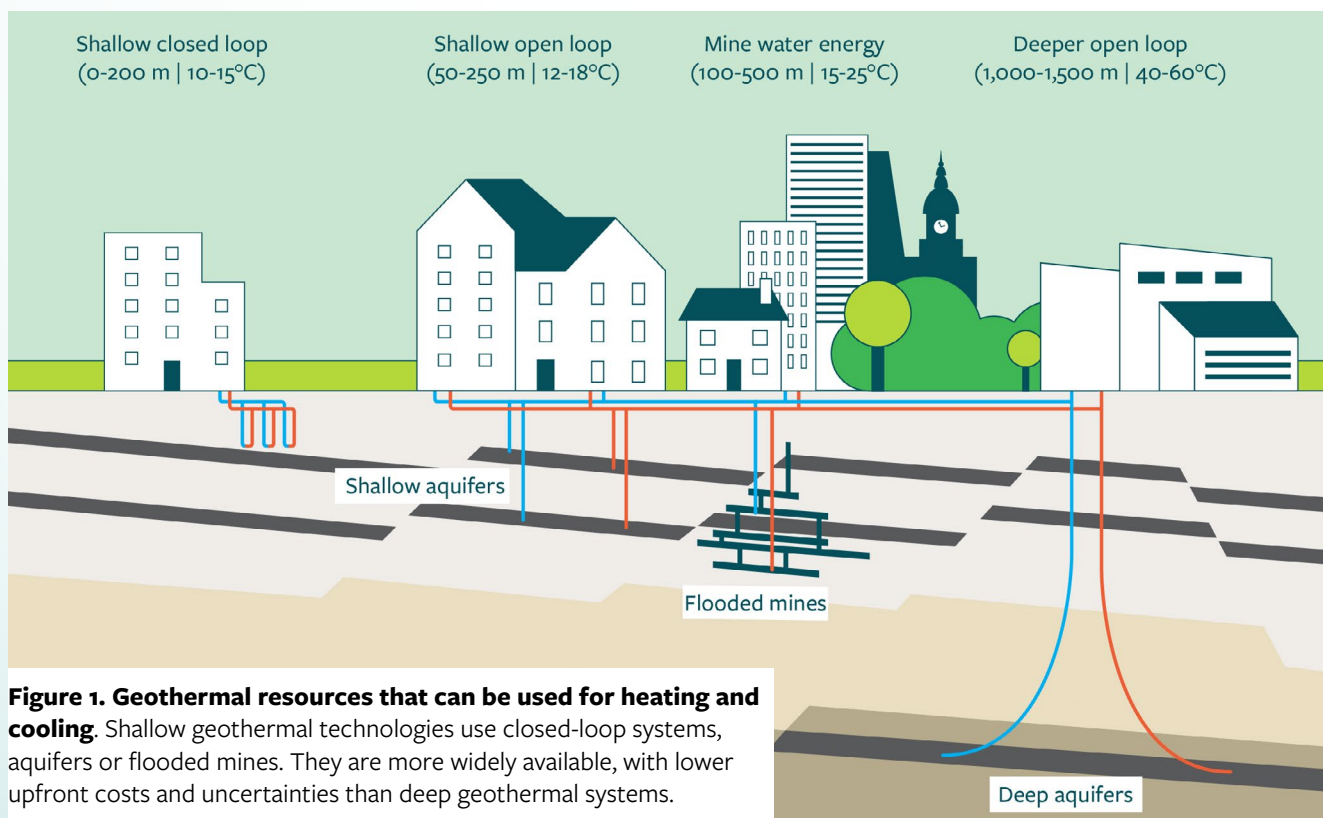 Shallow closed loop
(0-200 m | 10-15°C)
Shallow open loop
(50-250 m | 12-18°C)
Mine water energy
(100-500 m | 15-25°C)
Deeper open loop
(1,000-1,500 m | 40-60°C)
Shallow aquifers
Flooded mines
Figure 1. Geothermal resources that can be used for heating and
cooling. Shallow geothermal technologies use closed-loop systems,
aquifers or flooded mines. They are more widely available, with lower
upfront costs and uncertainties than deep geothermal systems.
Deep aquifers